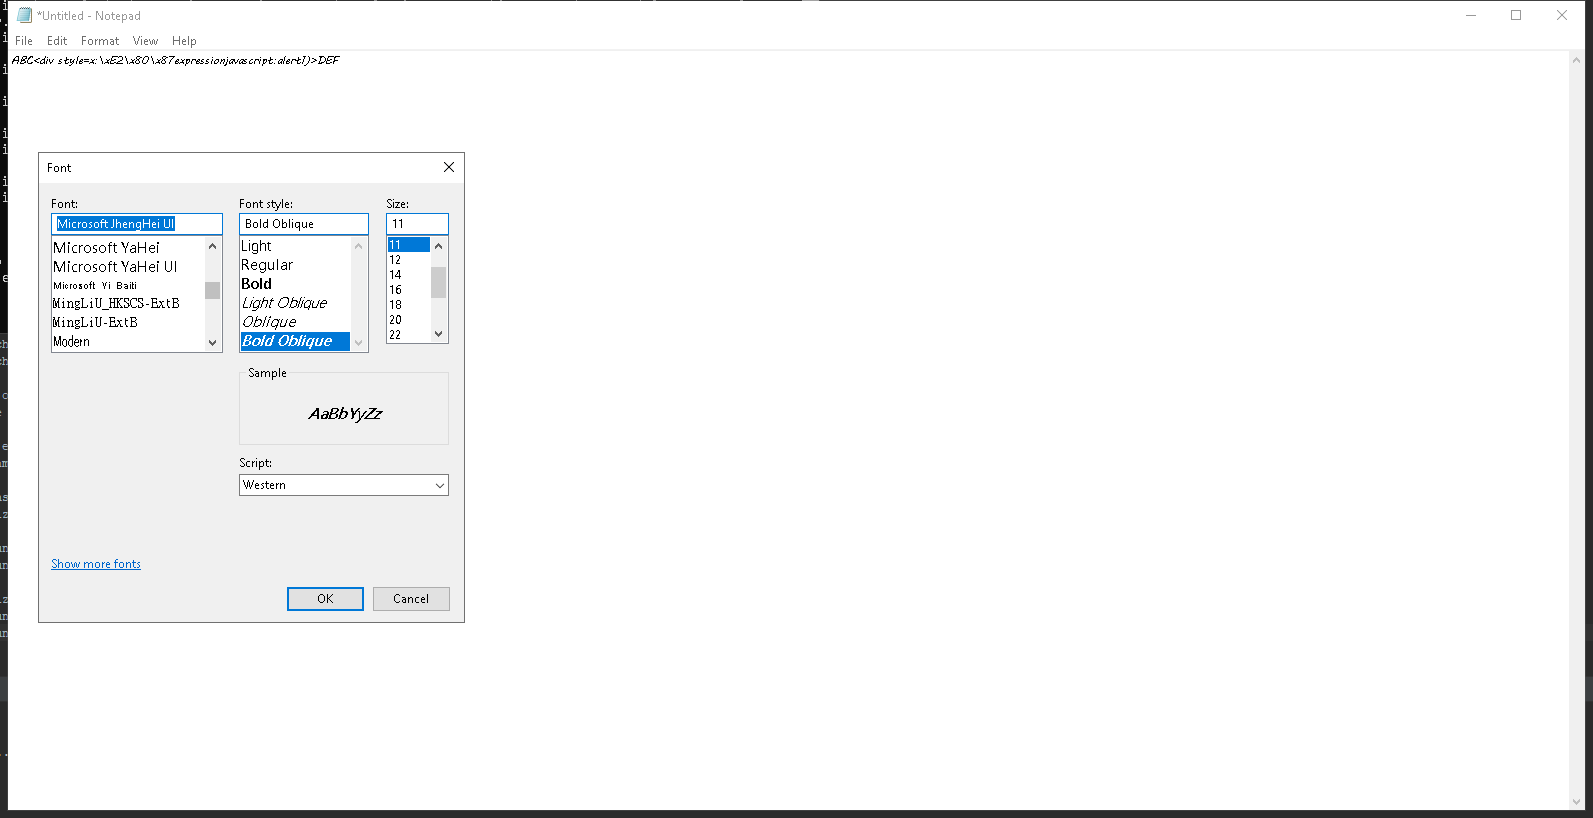 *Untitled - Notepad
File Edit Format View Help
ABC<div style=x:\xE2\x80\x87expressionjavascript:alert1)>DEF
Font
Font: Font style: Size:
Microsoft JhengHei UI Bold Oblique 11
Microsoft YaHei
Microsoft YaHei UI
Microsoft Yi Baiti
MingLiU_HKSCS-ExtB
MingLiU-ExtB
Modern
Light
Regular
Bold
Light Oblique
Oblique
Bold Oblique
11
12
14
16
18
20
22
Sample
AaBbYyZz
Script:
Western
Show more fonts
OK Cancel